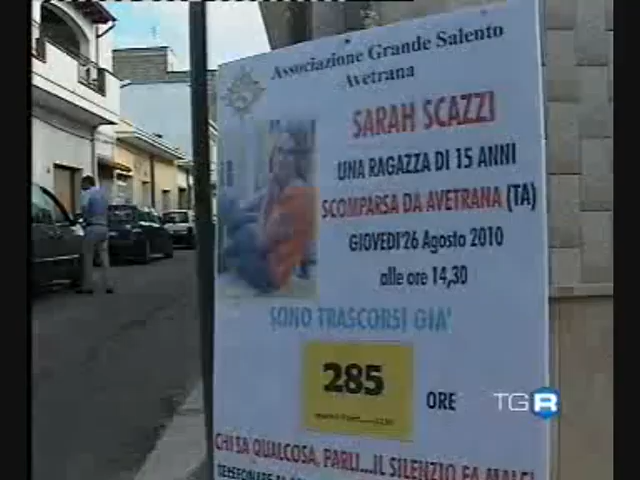 Associazione Grande Salento
Avetrana
SARAH SCAZZI
UNA RAGAZZA DI 15 ANNI
SCOMPARSA DA AVETRANA (TA)
GIOVEDI'26 Agosto 2010
alle ore 14,30
SONO TRASCORSI GIA'
285 ORE
TGR
CHI SA QUALCOSA, PARLI...IL SILENZIO FA MALE!
TELEFONARE